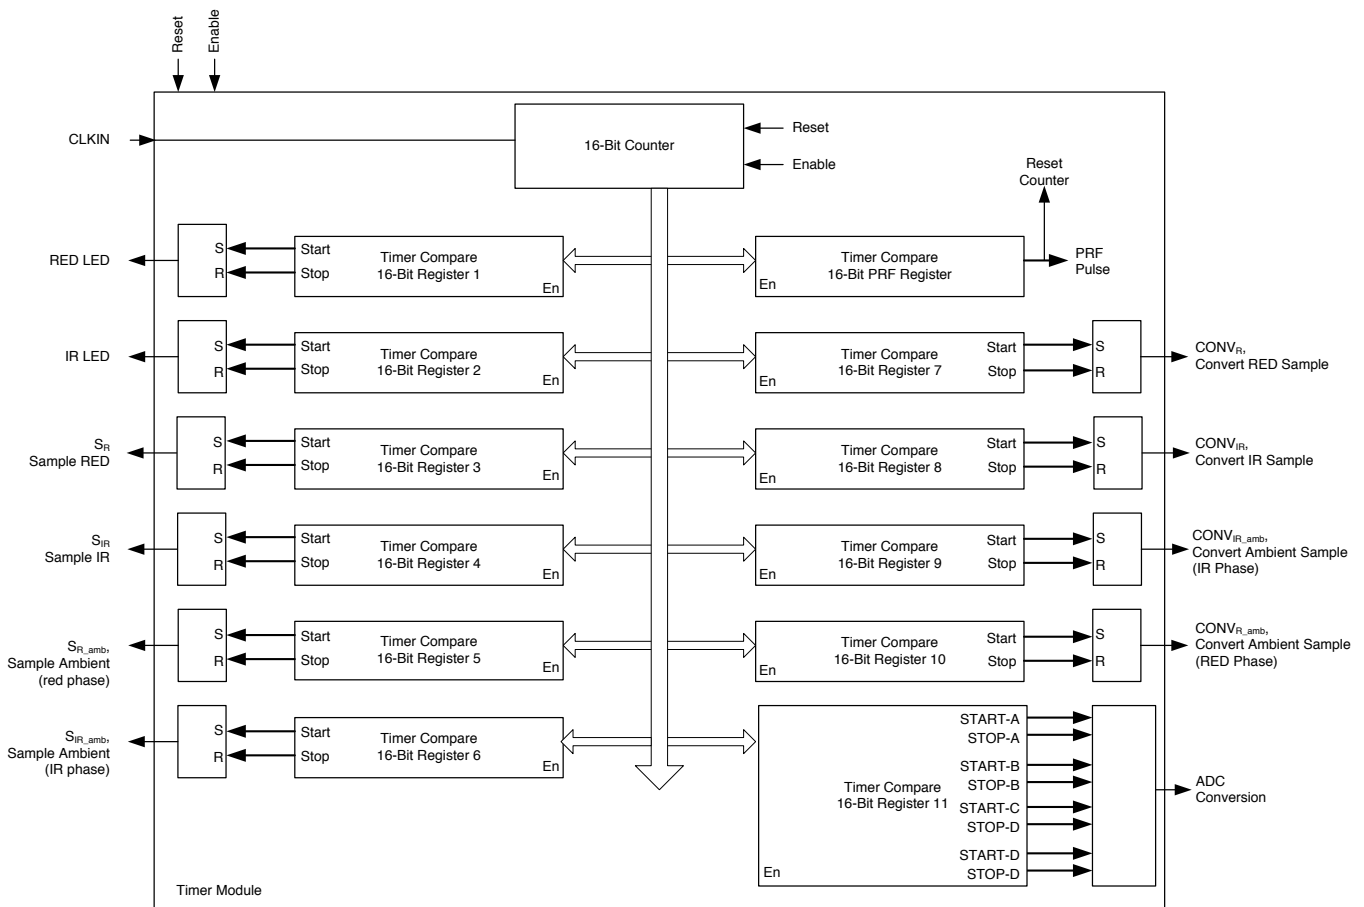 Reset
Enable
CLKIN
16-Bit Counter
Reset
Enable
Reset
Counter
RED LED
S
R
Start
Stop
Timer Compare
16-Bit Register 1
En
Timer Compare
16-Bit PRF Register
En
PRF
Pulse
IR LED
S
R
Start
Stop
Timer Compare
16-Bit Register 2
En
Timer Compare
16-Bit Register 7
En
Start
Stop
S
R
CONV_R,
Convert RED Sample
S_R
Sample RED
S
R
Start
Stop
Timer Compare
16-Bit Register 3
En
Timer Compare
16-Bit Register 8
En
Start
Stop
S
R
CONV_IR,
Convert IR Sample
S_IR
Sample IR
S
R
Start
Stop
Timer Compare
16-Bit Register 4
En
Timer Compare
16-Bit Register 9
En
Start
Stop
S
R
CONV_IR_amb,
Convert Ambient Sample
(IR Phase)
S_R_amb,
Sample Ambient
(red phase)
S
R
Start
Stop
Timer Compare
16-Bit Register 5
En
Timer Compare
16-Bit Register 10
En
Start
Stop
S
R
CONV_R_amb,
Convert Ambient Sample
(RED Phase)
S_IR_amb,
Sample Ambient
(IR phase)
S
R
Start
Stop
Timer Compare
16-Bit Register 6
En
Timer Compare
16-Bit Register 11
En
START-A
STOP-A
START-B
STOP-B
START-C
STOP-D
START-D
STOP-D
ADC
Conversion
Timer Module